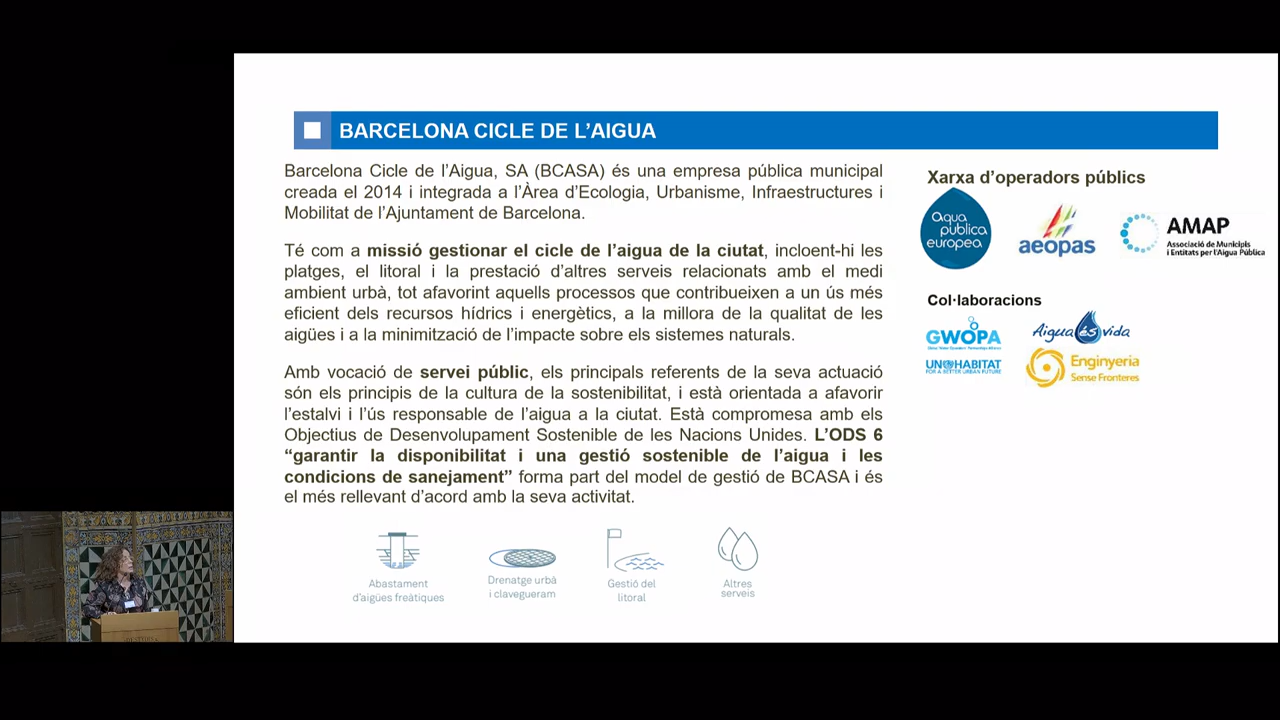 BARCELONA CICLE DE L’AIGUA
Barcelona Cicle de l’Aigua, SA (BCASA) és una empresa pública municipal
creada el 2014 i integrada a l’Àrea d’Ecologia, Urbanisme, Infraestructures i
Mobilitat de l’Ajuntament de Barcelona.
Té com a missió gestionar el cicle de l’aigua de la ciutat, incloent-hi les
platges, el litoral i la prestació d’altres serveis relacionats amb el medi
ambient urbà, tot afavorint aquells processos que contribueixen a un ús més
eficient dels recursos hídrics i energètics, a la millora de la qualitat de les
aigües i a la minimització de l’impacte sobre els sistemes naturals.
Amb vocació de servei públic, els principals referents de la seva actuació
són els principis de la cultura de la sostenibilitat, i està orientada a afavorir
l’estalvi i l’ús responsable de l’aigua a la ciutat. Està compromesa amb els
Objectius de Desenvolupament Sostenible de les Nacions Unides. L’ODS 6
“garantir la disponibilitat i una gestió sostenible de l’aigua i les
condicions de sanejament” forma part del model de gestió de BCASA i és
el més rellevant d’acord amb la seva activitat.
Abastament
d’aigües freàtiques
Drenatge urbà
i clavegueram
Gestió del
litoral
Altres
serveis
Xarxa d’operadors públics
aqua
publica
europea
aeopas
AMAP
Associació de Municipis
i Entitats per l’Aigua Pública
Col·laboracions
GWOPA
Aigua és vida
UN HABITAT
FOR A BETTER URBAN FUTURE
Enginyeria
Sense Fronteres